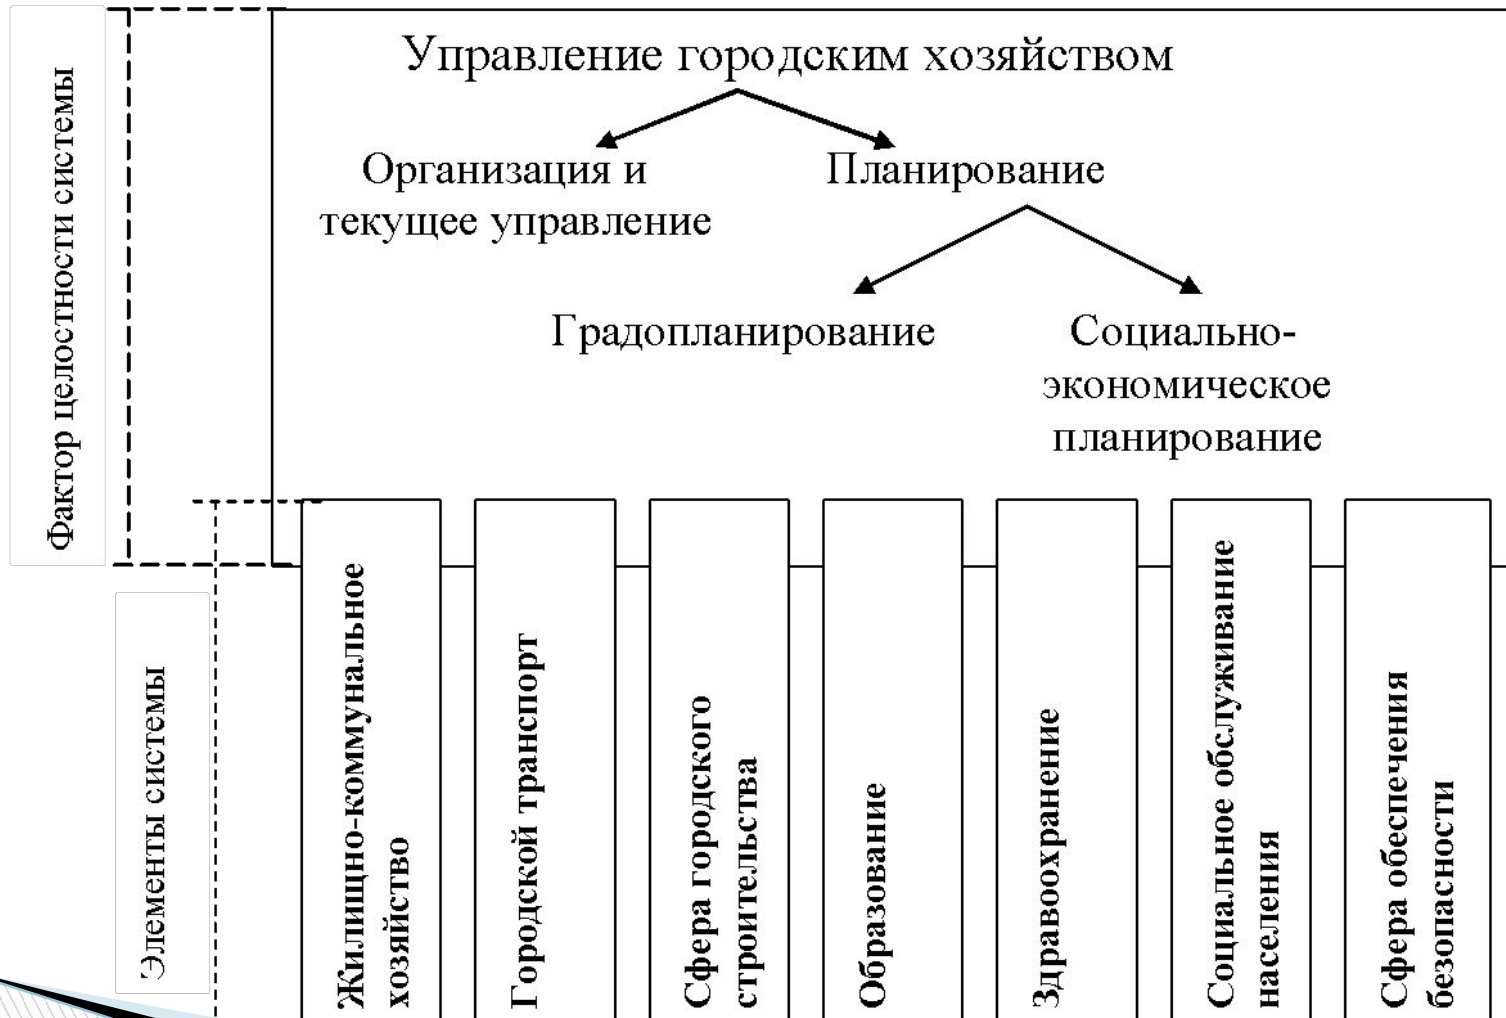 Фактор целостности системы
Управление городским хозяйством
Организация и
текущее управление
Планирование
Градопланирование
Социально-
экономическое
планирование
Элементы системы
Жилищно-коммунальное
хозяйство
Городской транспорт
Сфера городского
строительства
Образование
Здравоохранение
Социальное обслуживание
населения
Сфера обеспечения
безопасности